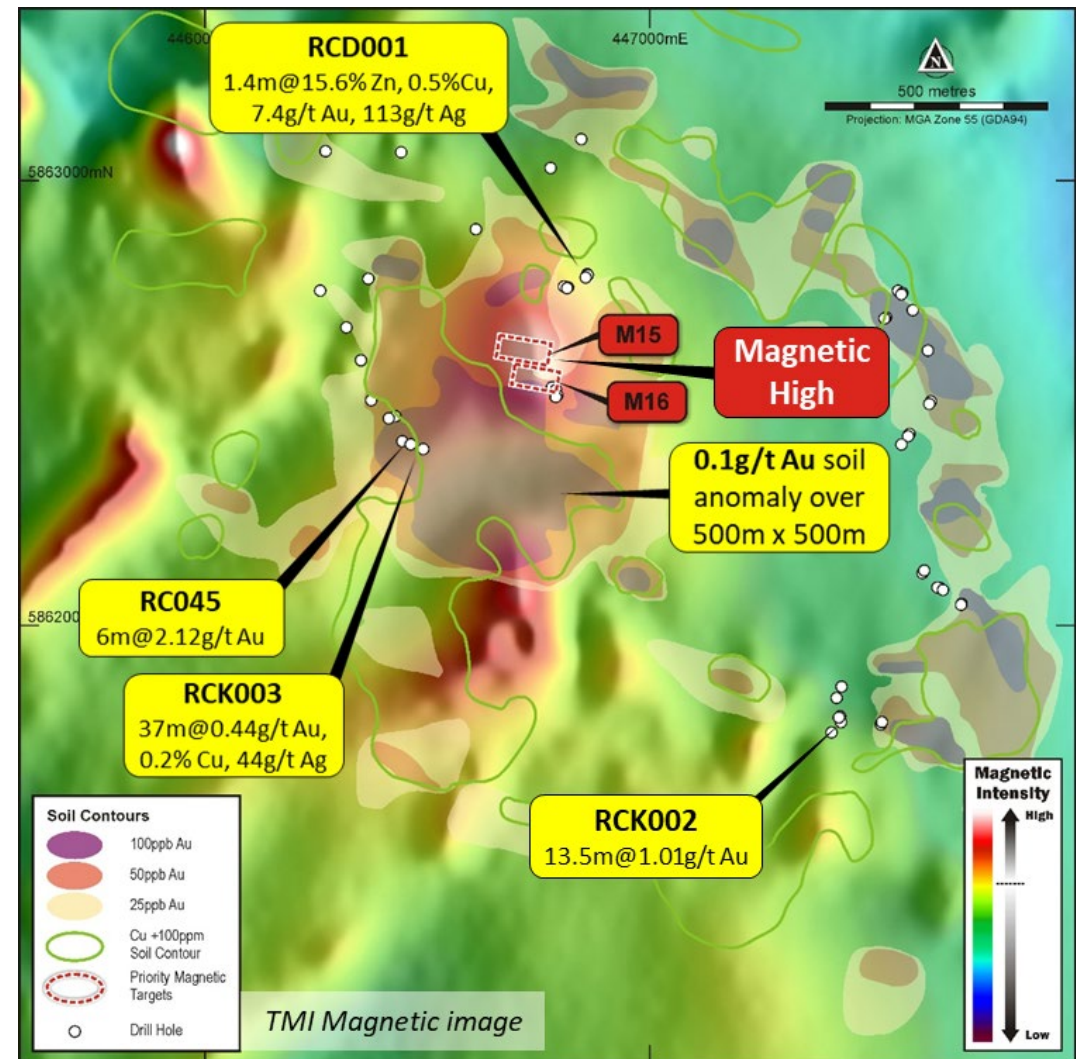 446000
447000mE
RCD001
1.4m@15.6% Zn, 0.5%Cu,
7.4g/t Au, 113g/t Ag
N
500 metres
Projection: MGA Zone 55 (GDA94)
5863000mN
M15
Magnetic
High
M16
0.1g/t Au soil
anomaly over
500m x 500m
RC045
6m@2.12g/t Au
586200
RCK003
37m@0.44g/t Au,
0.2% Cu, 44g/t Ag
RCK002
13.5m@1.01g/t Au
Soil Contours
100ppb Au
50ppb Au
25ppb Au
Cu +100ppm
Soil Contour
Priority Magnetic
Targets
Drill Hole
TMI Magnetic image
Magnetic
Intensity
High
Low